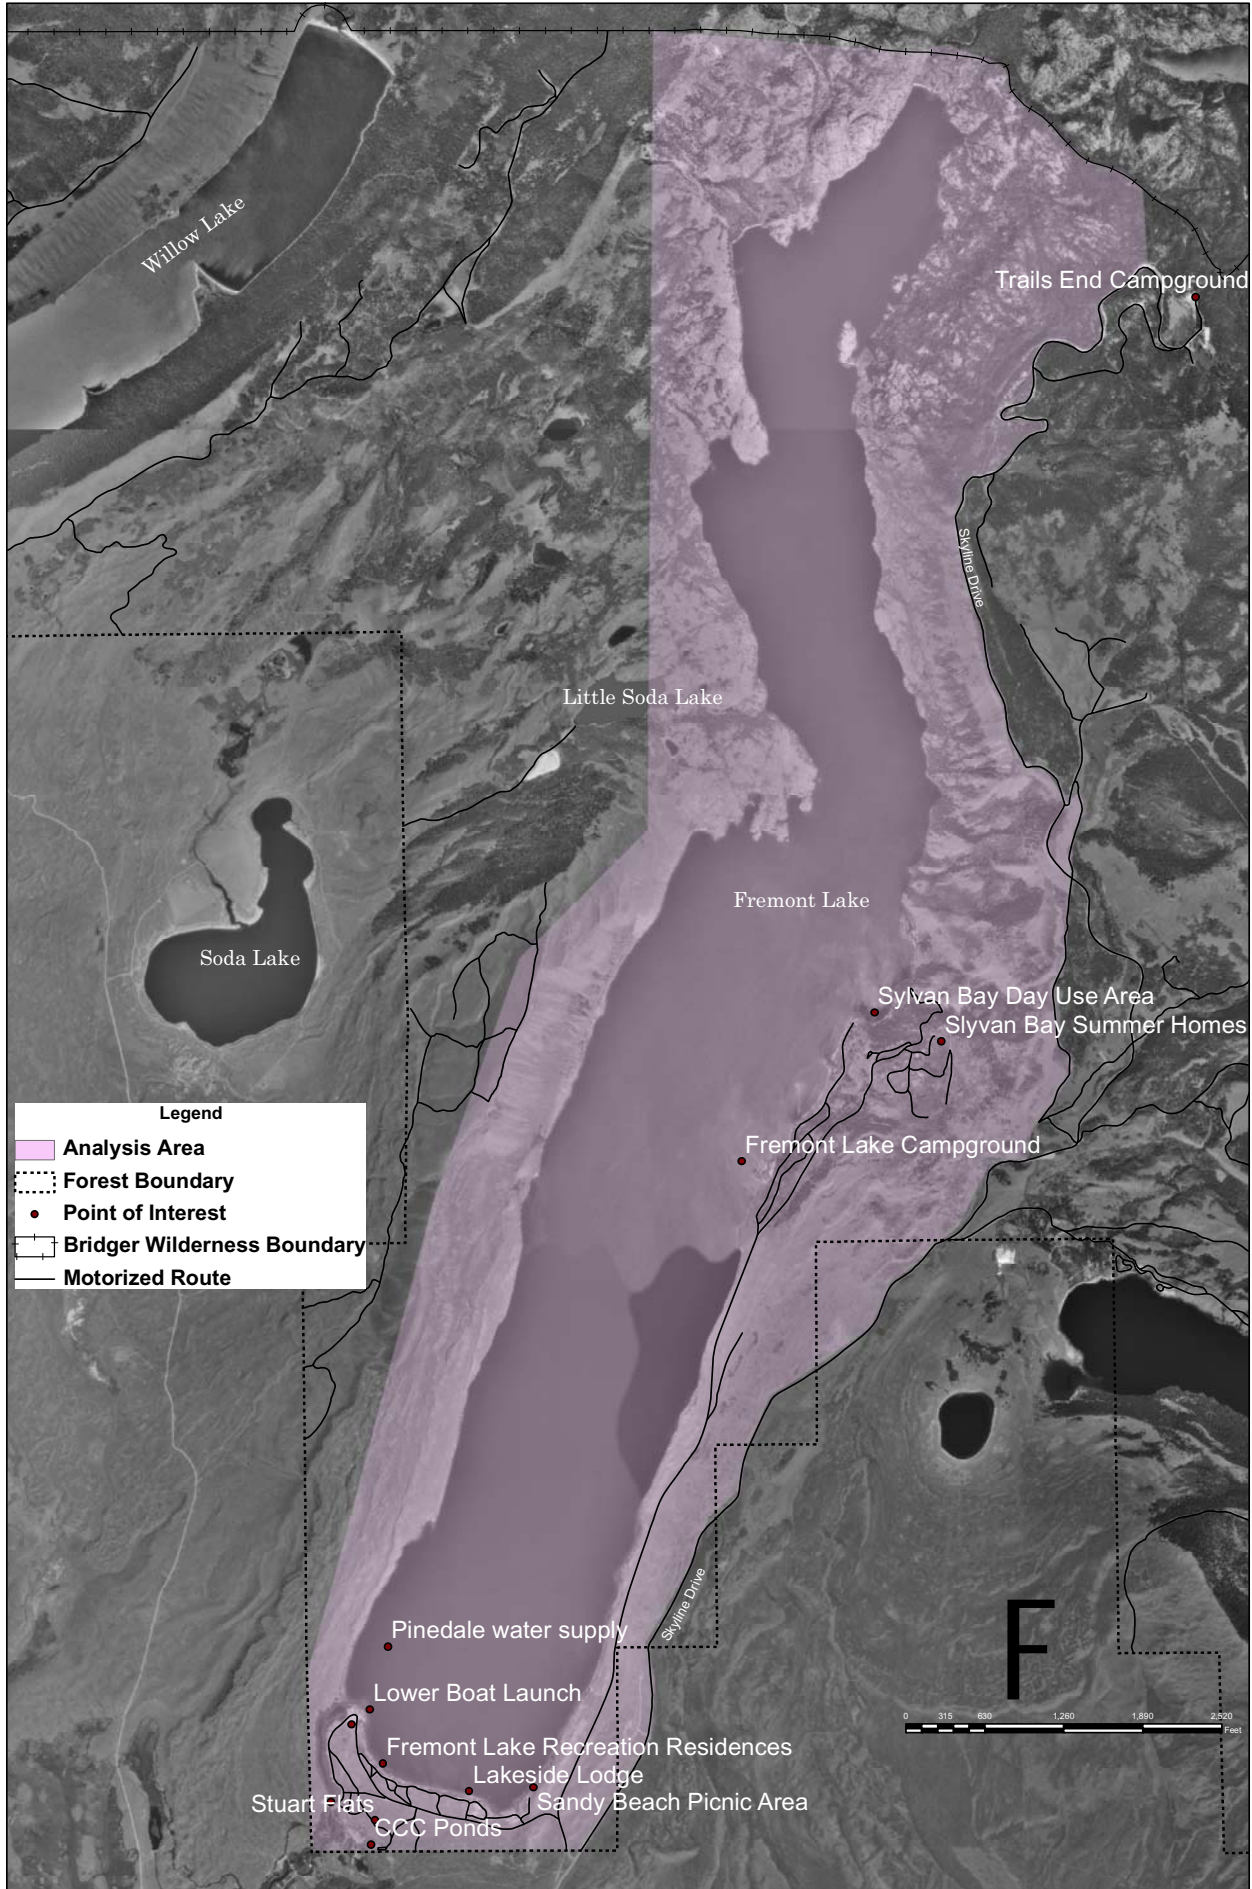 Willow Lake
Trails End Campground
Skyline Drive
Little Soda Lake
Fremont Lake
Soda Lake
Sylvan Bay Day Use Area
Slyvan Bay Summer Homes
Legend
Analysis Area
Forest Boundary
Point of Interest
Bridger Wilderness Boundary
Motorized Route
Fremont Lake Campground
Skyline Drive
F
Pinedale water supply
Lower Boat Launch
0 315 630 1,260 1,890 2,520
Feet
Fremont Lake Recreation Residences
Lakeside Lodge
Stuart Flats
Sandy Beach Picnic Area
CCC Ponds